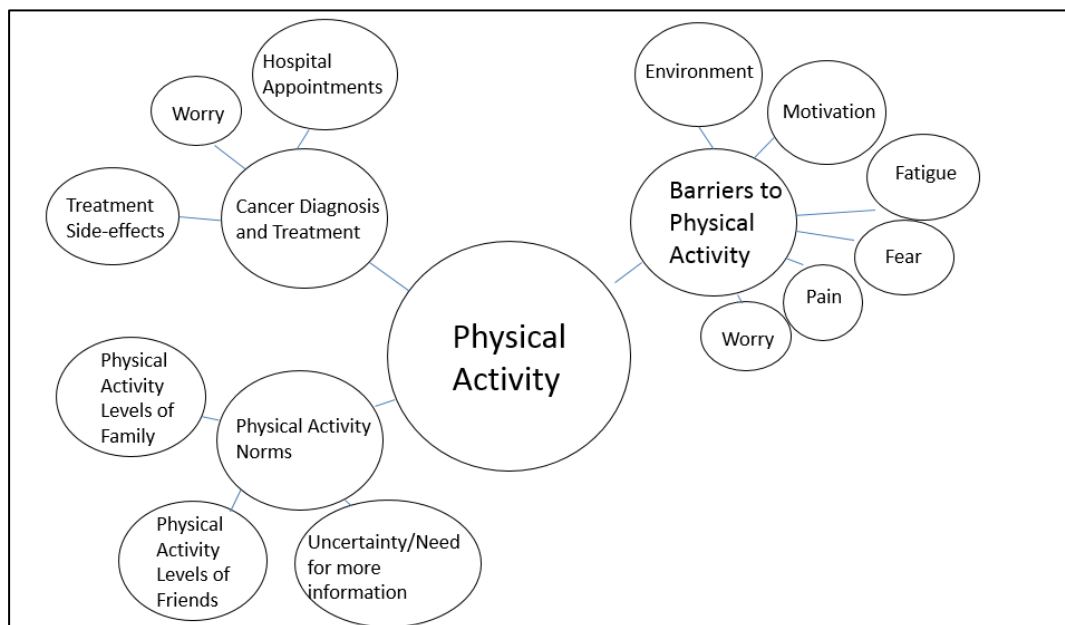 Hospital
Appointments
Worry
Treatment
Side-effects
Cancer Diagnosis
and Treatment
Environment
Motivation
Fatigue
Barriers to
Physical
Activity
Fear
Pain
Worry
Physical
Activity
Physical
Activity
Levels of
Family
Physical Activity
Norms
Physical
Activity
Levels of
Friends
Uncertainty/Need
for more
information